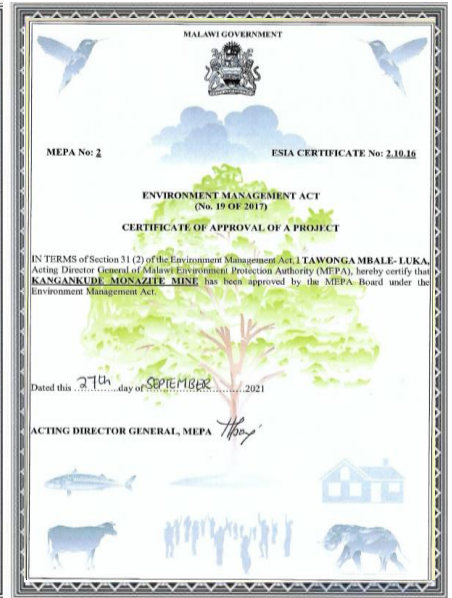 MALAWI GOVERNMENT
MEPA No: 2 ESIA CERTIFICATE No: 2.10.16
ENVIRONMENT MANAGEMENT ACT
(No. 19 OF 2017)
CERTIFICATE OF APPROVAL OF A PROJECT
IN TERMS of Section 31 (2) of the Environment Management Act, I TAWONGA MBALE- LUKA,
Acting Director General of Malawi Environment Protection Authority (MEPA), hereby certify that
KANGANKUDE MONAZITE MINE has been approved by the MEPA Board under the
Environment Management Act.
Dated this 27th day of SEPTEMBER 2021
ACTING DIRECTOR GENERAL, MEPA